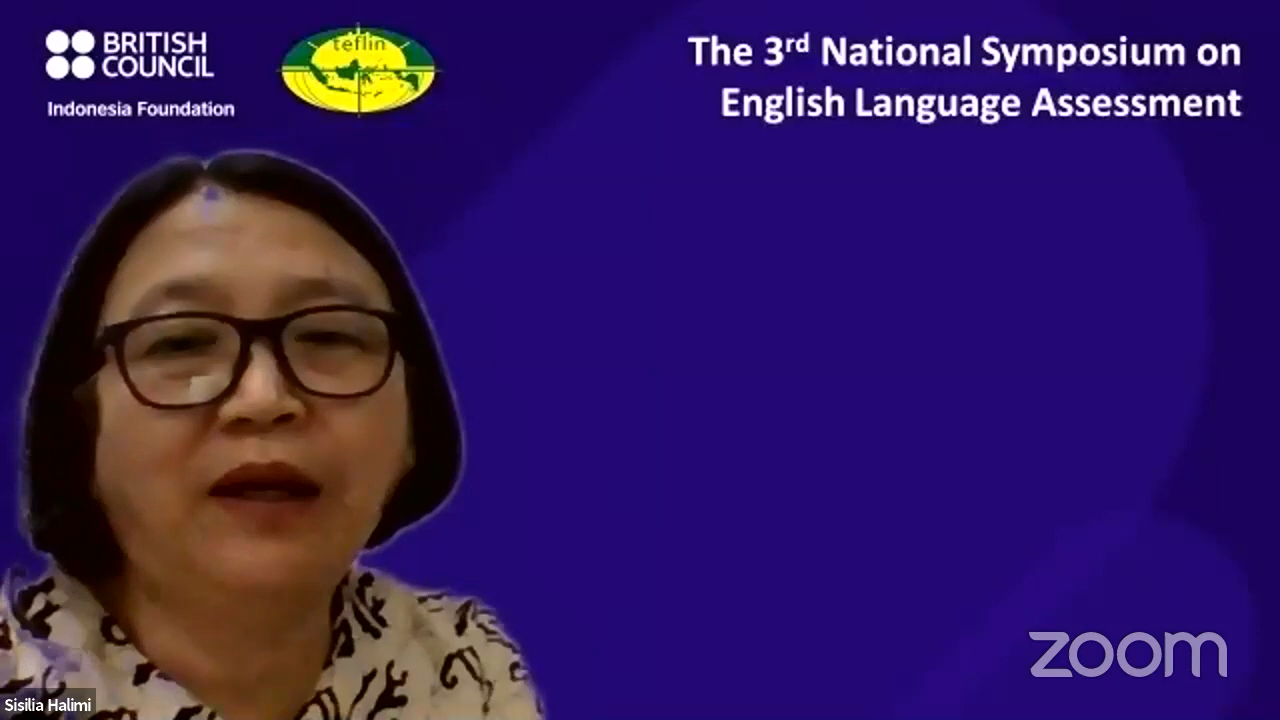 BRITISH
COUNCIL
Indonesia Foundation
teflin
The 3rd National Symposium on
English Language Assessment
zoom
Sisilia Halimi